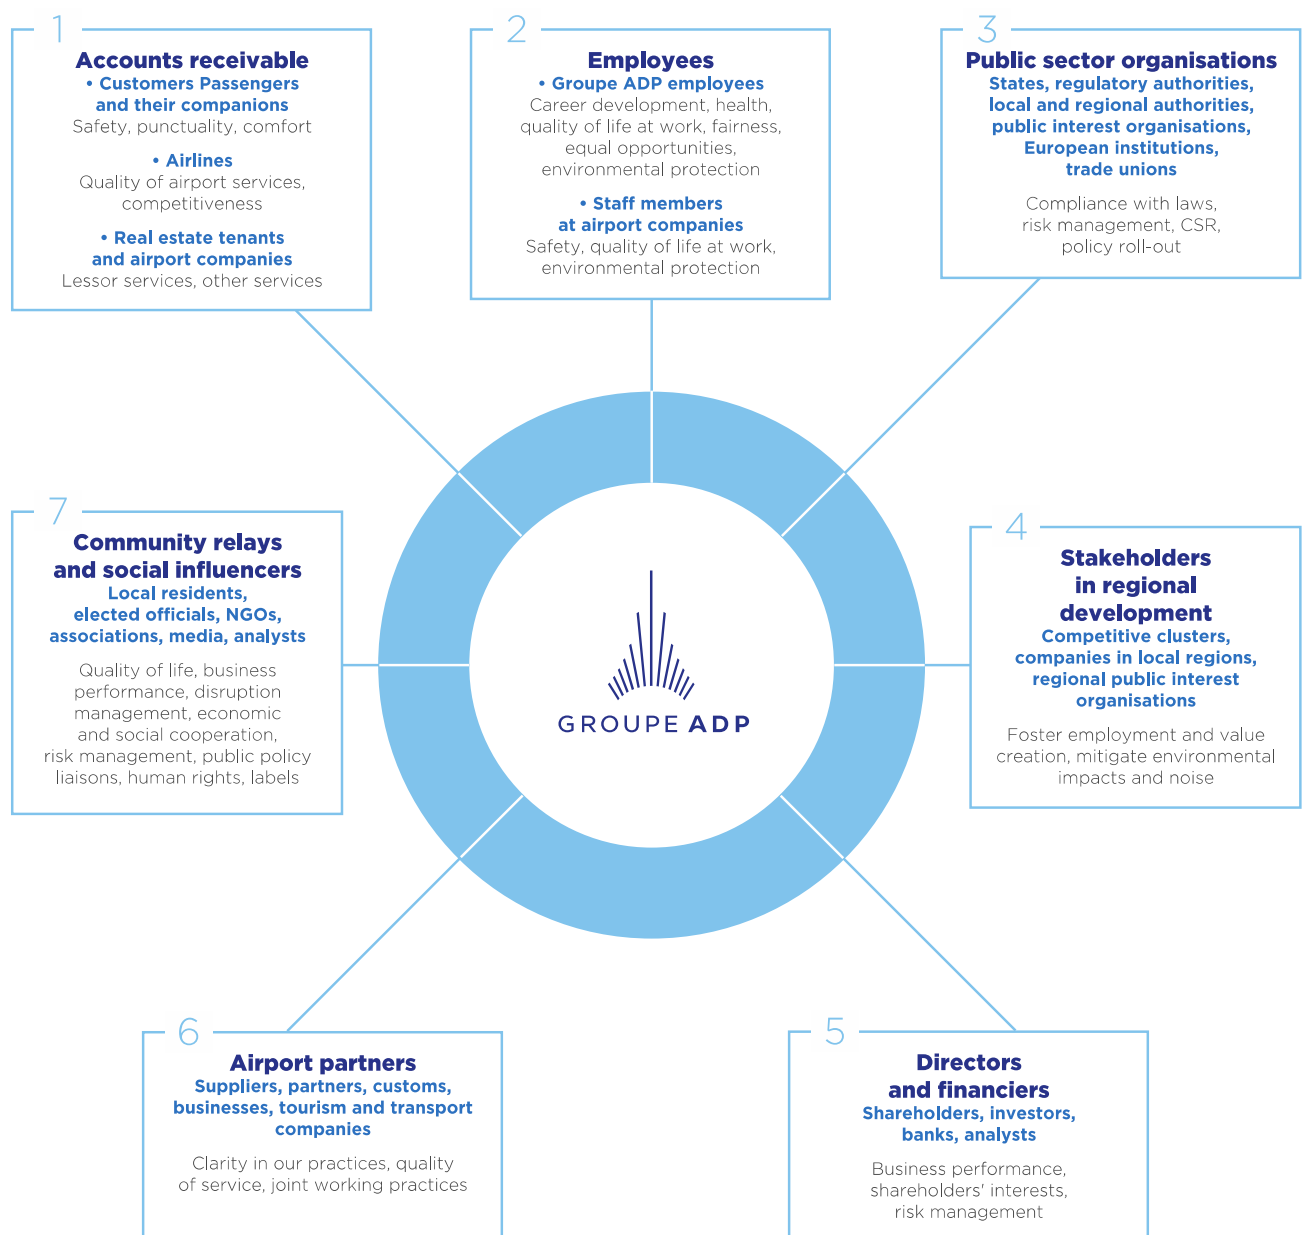 1
Accounts receivable
• Customers Passengers
and their companions
Safety, punctuality, comfort
• Airlines
Quality of airport services,
competitiveness
• Real estate tenants
and airport companies
Lessor services, other services
2
Employees
• Groupe ADP employees
Career development, health,
quality of life at work, fairness,
equal opportunities,
environmental protection
• Staff members
at airport companies
Safety, quality of life at work,
environmental protection
3
Public sector organisations
States, regulatory authorities,
local and regional authorities,
public interest organisations,
European institutions,
trade unions
Compliance with laws,
risk management, CSR,
policy roll-out
7
Community relays
and social influencers
Local residents,
elected officials, NGOs,
associations, media, analysts
Quality of life, business
performance, disruption
management, economic
and social cooperation,
risk management, public policy
liaisons, human rights, labels
GROUPE ADP
4
Stakeholders
in regional
development
Competitive clusters,
companies in local regions,
regional public interest
organisations
Foster employment and value
creation, mitigate environmental
impacts and noise
6
Airport partners
Suppliers, partners, customs,
businesses, tourism and transport
companies
Clarity in our practices, quality
of service, joint working practices
5
Directors
and financiers
Shareholders, investors,
banks, analysts
Business performance,
shareholders' interests,
risk management